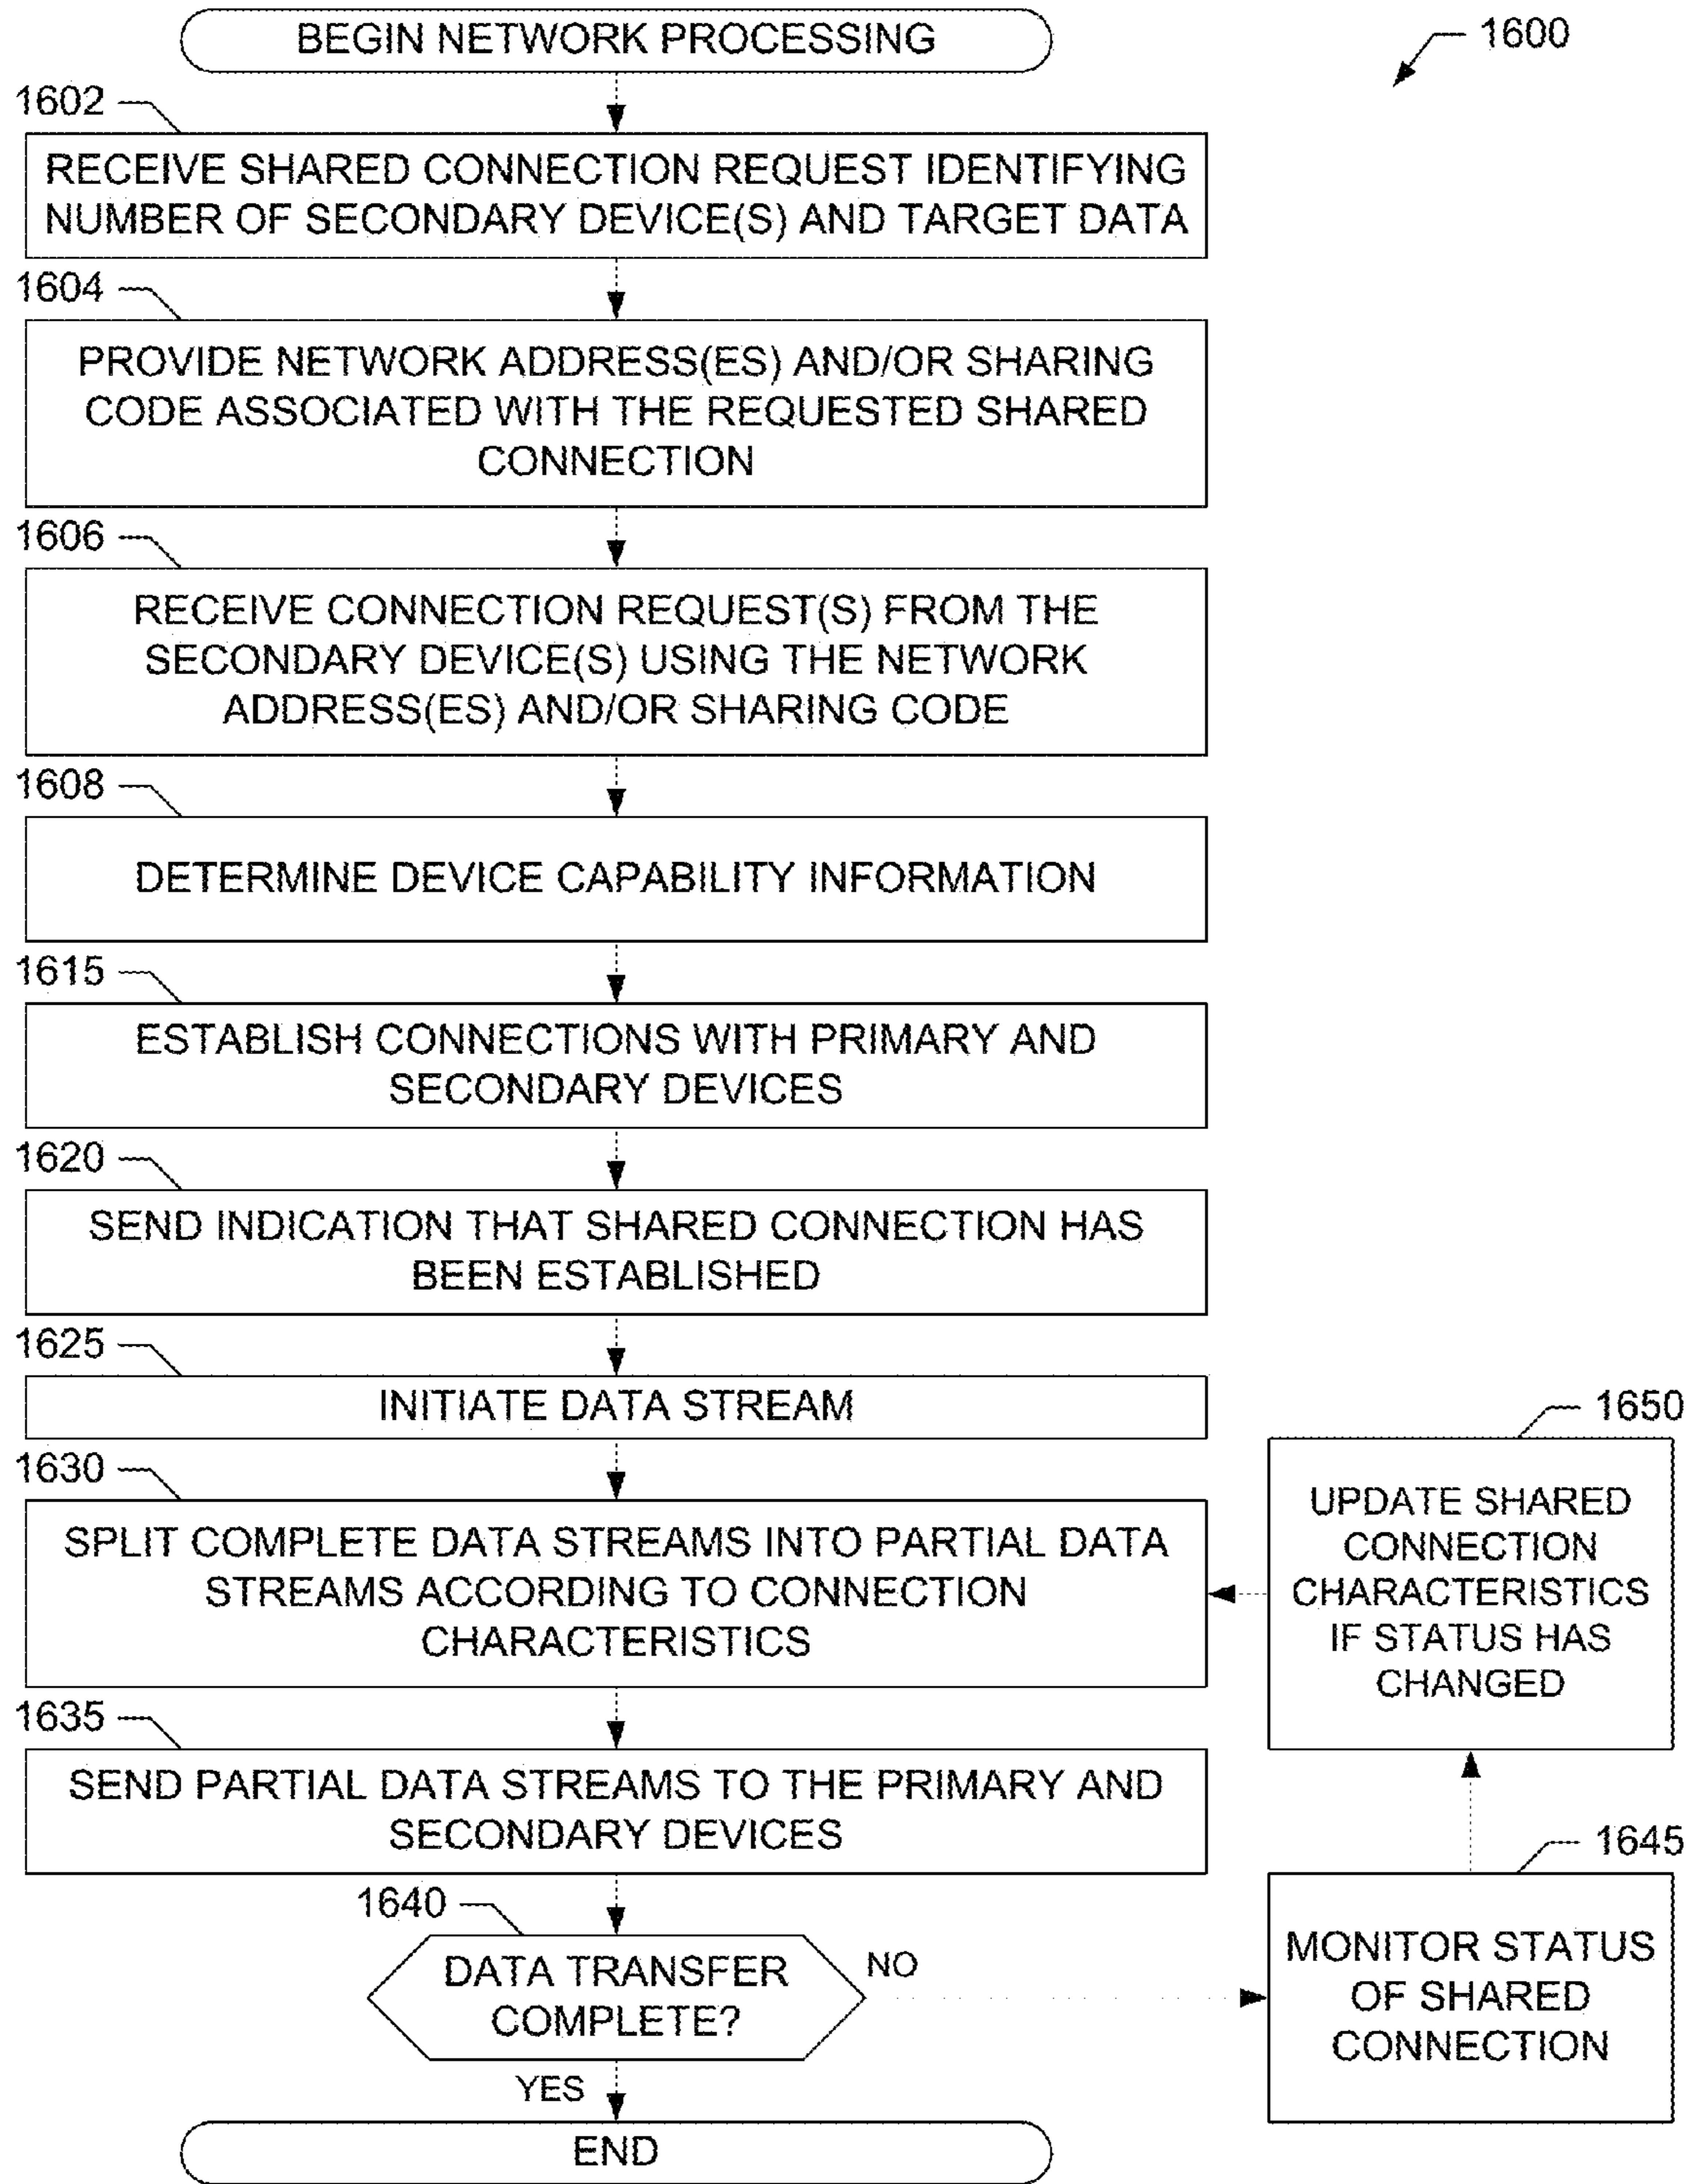 BEGIN NETWORK PROCESSING
1600
1602
RECEIVE SHARED CONNECTION REQUEST IDENTIFYING
NUMBER OF SECONDARY DEVICE(S) AND TARGET DATA
1604
PROVIDE NETWORK ADDRESS(ES) AND/OR SHARING
CODE ASSOCIATED WITH THE REQUESTED SHARED
CONNECTION
1606
RECEIVE CONNECTION REQUEST(S) FROM THE
SECONDARY DEVICE(S) USING THE NETWORK
ADDRESS(ES) AND/OR SHARING CODE
1608
DETERMINE DEVICE CAPABILITY INFORMATION
1615
ESTABLISH CONNECTIONS WITH PRIMARY AND
SECONDARY DEVICES
1620
SEND INDICATION THAT SHARED CONNECTION HAS
BEEN ESTABLISHED
1625
INITIATE DATA STREAM
1630
SPLIT COMPLETE DATA STREAMS INTO PARTIAL DATA
STREAMS ACCORDING TO CONNECTION
CHARACTERISTICS
1635
SEND PARTIAL DATA STREAMS TO THE PRIMARY AND
SECONDARY DEVICES
1640
DATA TRANSFER
COMPLETE?
NO
YES
END
1650
UPDATE SHARED
CONNECTION
CHARACTERISTICS
IF STATUS HAS
CHANGED
1645
MONITOR STATUS
OF SHARED
CONNECTION